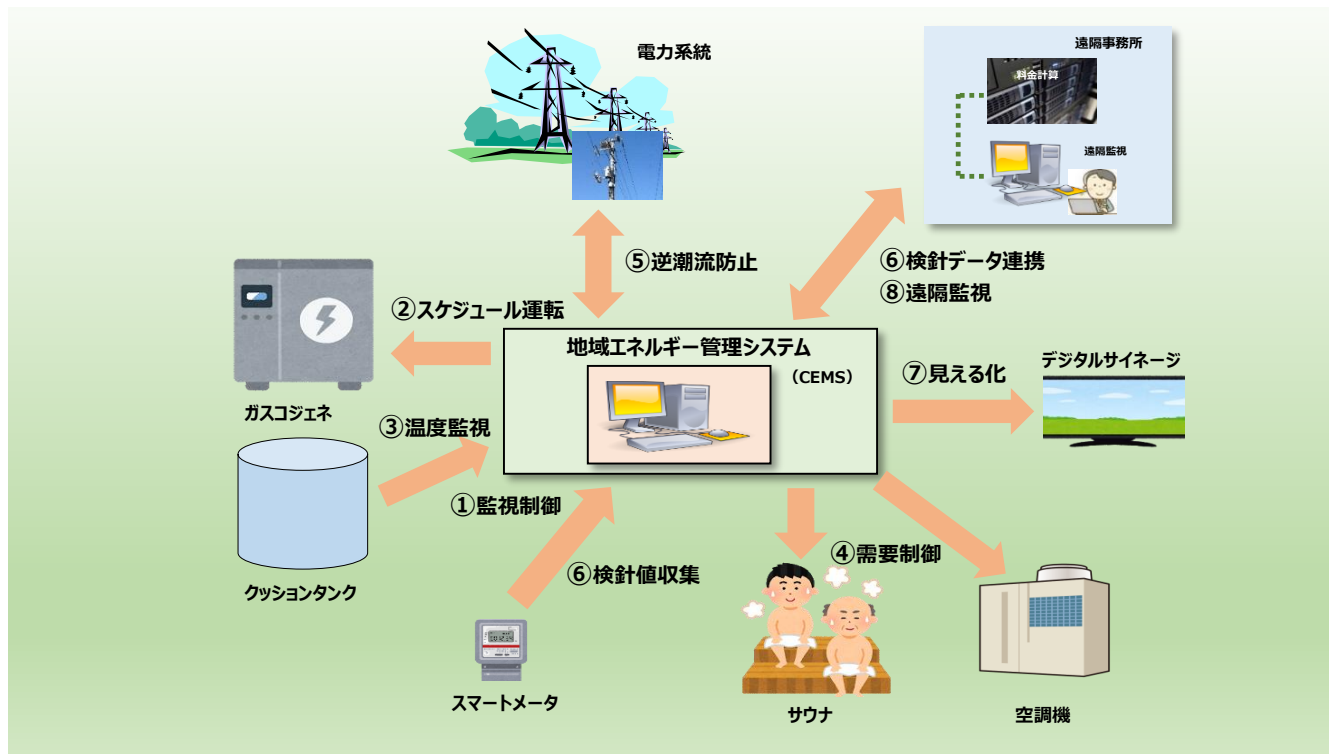 電力系統
遠隔事務所
料金計算
遠隔監視
⑤逆潮流防止
⑥検針データ連携
⑧遠隔監視
②スケジュール運転
地域エネルギー管理システム
（CEMS）
⑦見える化
デジタルサイネージ
ガスコジェネ
③温度監視
①監視制御
④需要制御
⑥検針値収集
クッションタンク
スマートメータ
サウナ
空調機